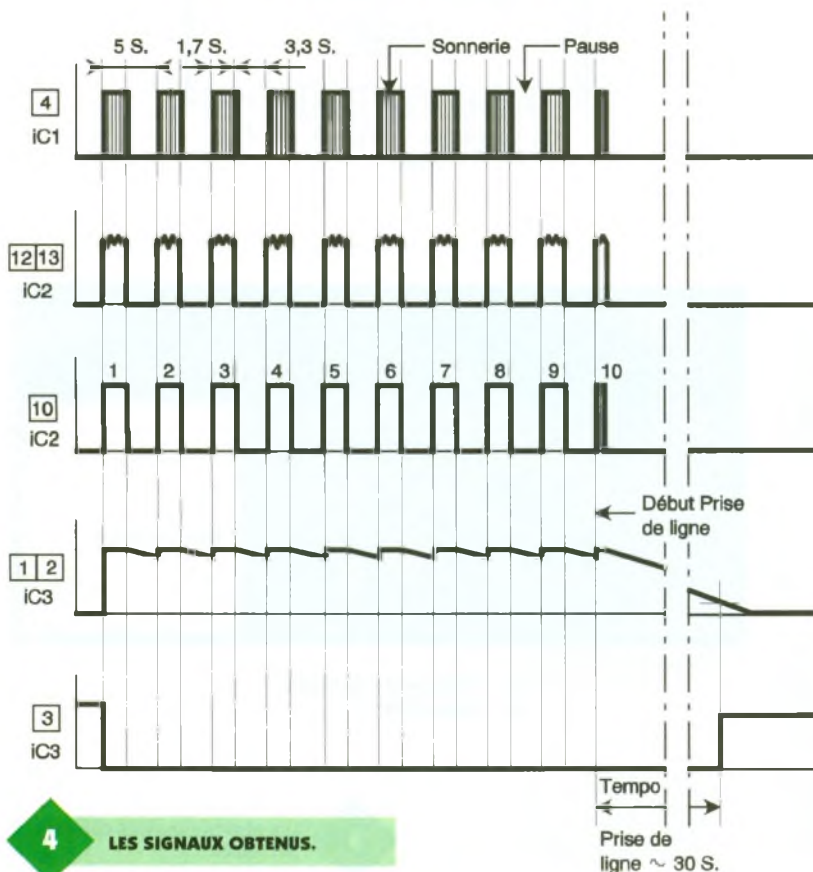 5 S.
1,7 S.
3,3 S.
Sonnerie
Pause
4
iC1
12 13
iC2
1 2 3 4 5 6 7 8 9 10
10
iC2
Début Prise
de ligne
1 2
iC3
3
iC3
Tempo
Prise de
ligne ~ 30 S.
4
LES SIGNAUX OBTENUS.